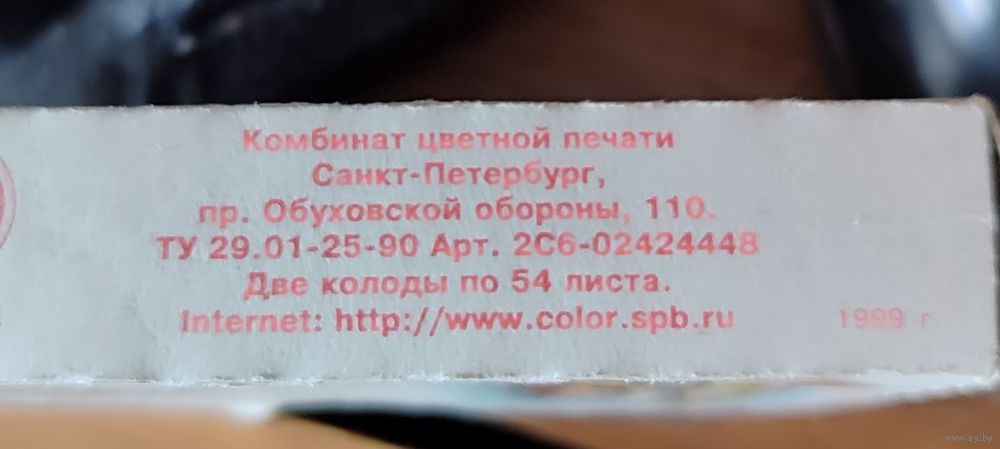 Комбинат цветной печати
Санкт-Петербург,
пр. Обуховской обороны, 110.
ТУ 29.01-25-90 Арт. 2С6-02424448
Две колоды по 54 листа.
Internet: http://www.color.spb.ru 1999 г.
www.ay.by